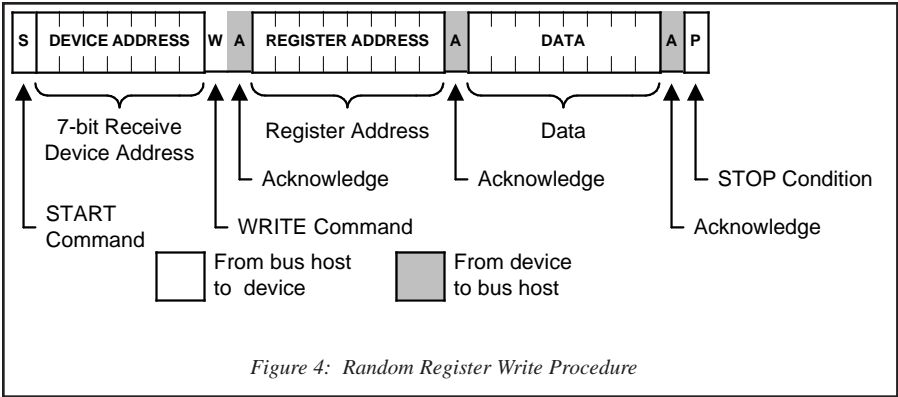 S DEVICE ADDRESS W A REGISTER ADDRESS A DATA A P
7-bit Receive
Device Address
Register Address
Data
Acknowledge
Acknowledge
STOP Condition
START
Command
WRITE Command
Acknowledge
From bus host
to device
From device
to bus host
Figure 4: Random Register Write Procedure